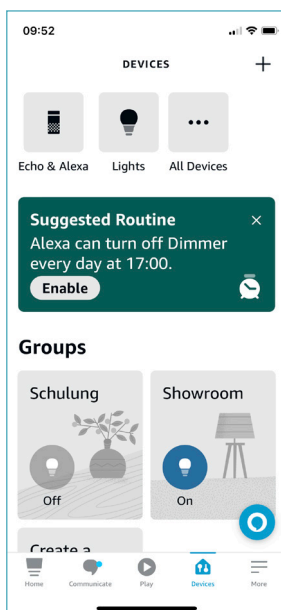 09:52
DEVICES
Echo & Alexa
Lights
All Devices
Suggested Routine
Alexa can turn off Dimmer
every day at 17:00.
Enable
Groups
Schulung
Showroom
Off
On
Create a
Home
Communicate
Play
Devices
More